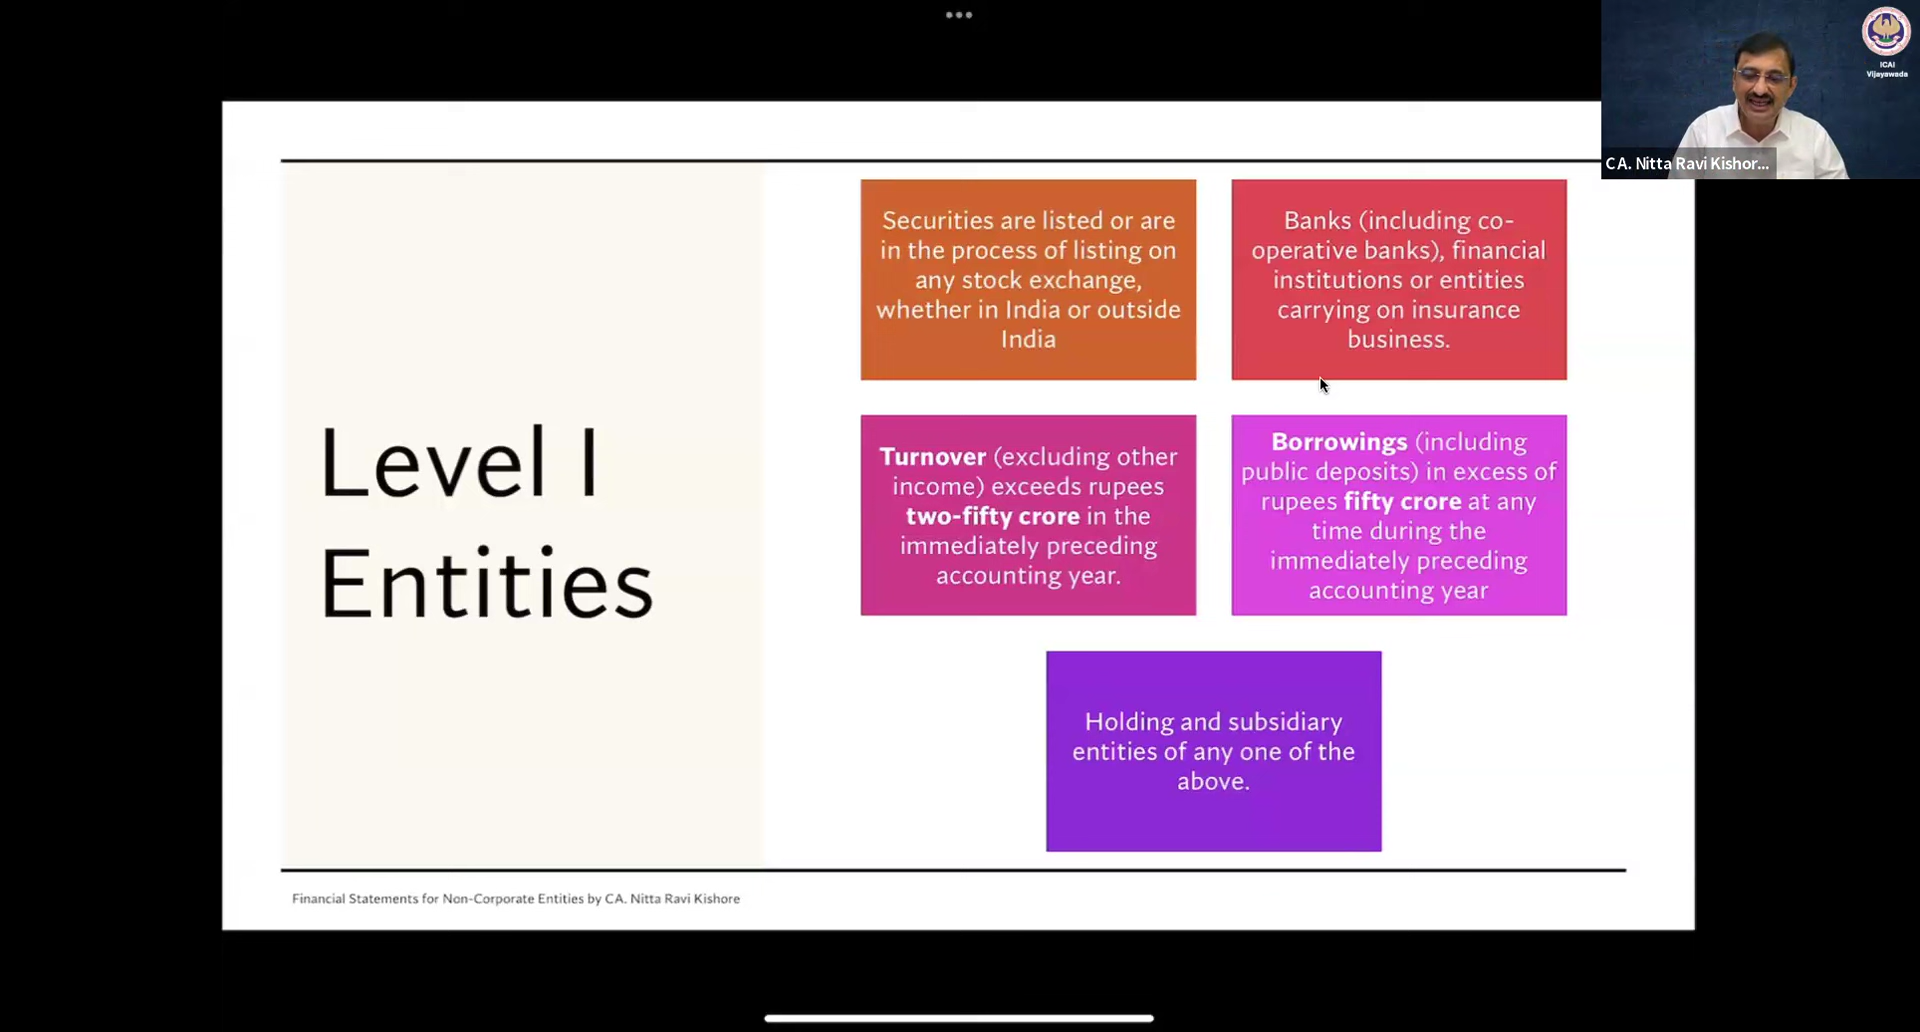 ICAI
Vijayawada
CA. Nitta Ravi Kishor...
Level I
Entities
Securities are listed or are
in the process of listing on
any stock exchange,
whether in India or outside
India
Banks (including co-
operative banks), financial
institutions or entities
carrying on insurance
business.
Turnover (excluding other
income) exceeds rupees
two-fifty crore in the
immediately preceding
accounting year.
Borrowings (including
public deposits) in excess of
rupees fifty crore at any
time during the
immediately preceding
accounting year
Holding and subsidiary
entities of any one of the
above.
Financial Statements for Non-Corporate Entities by CA. Nitta Ravi Kishore